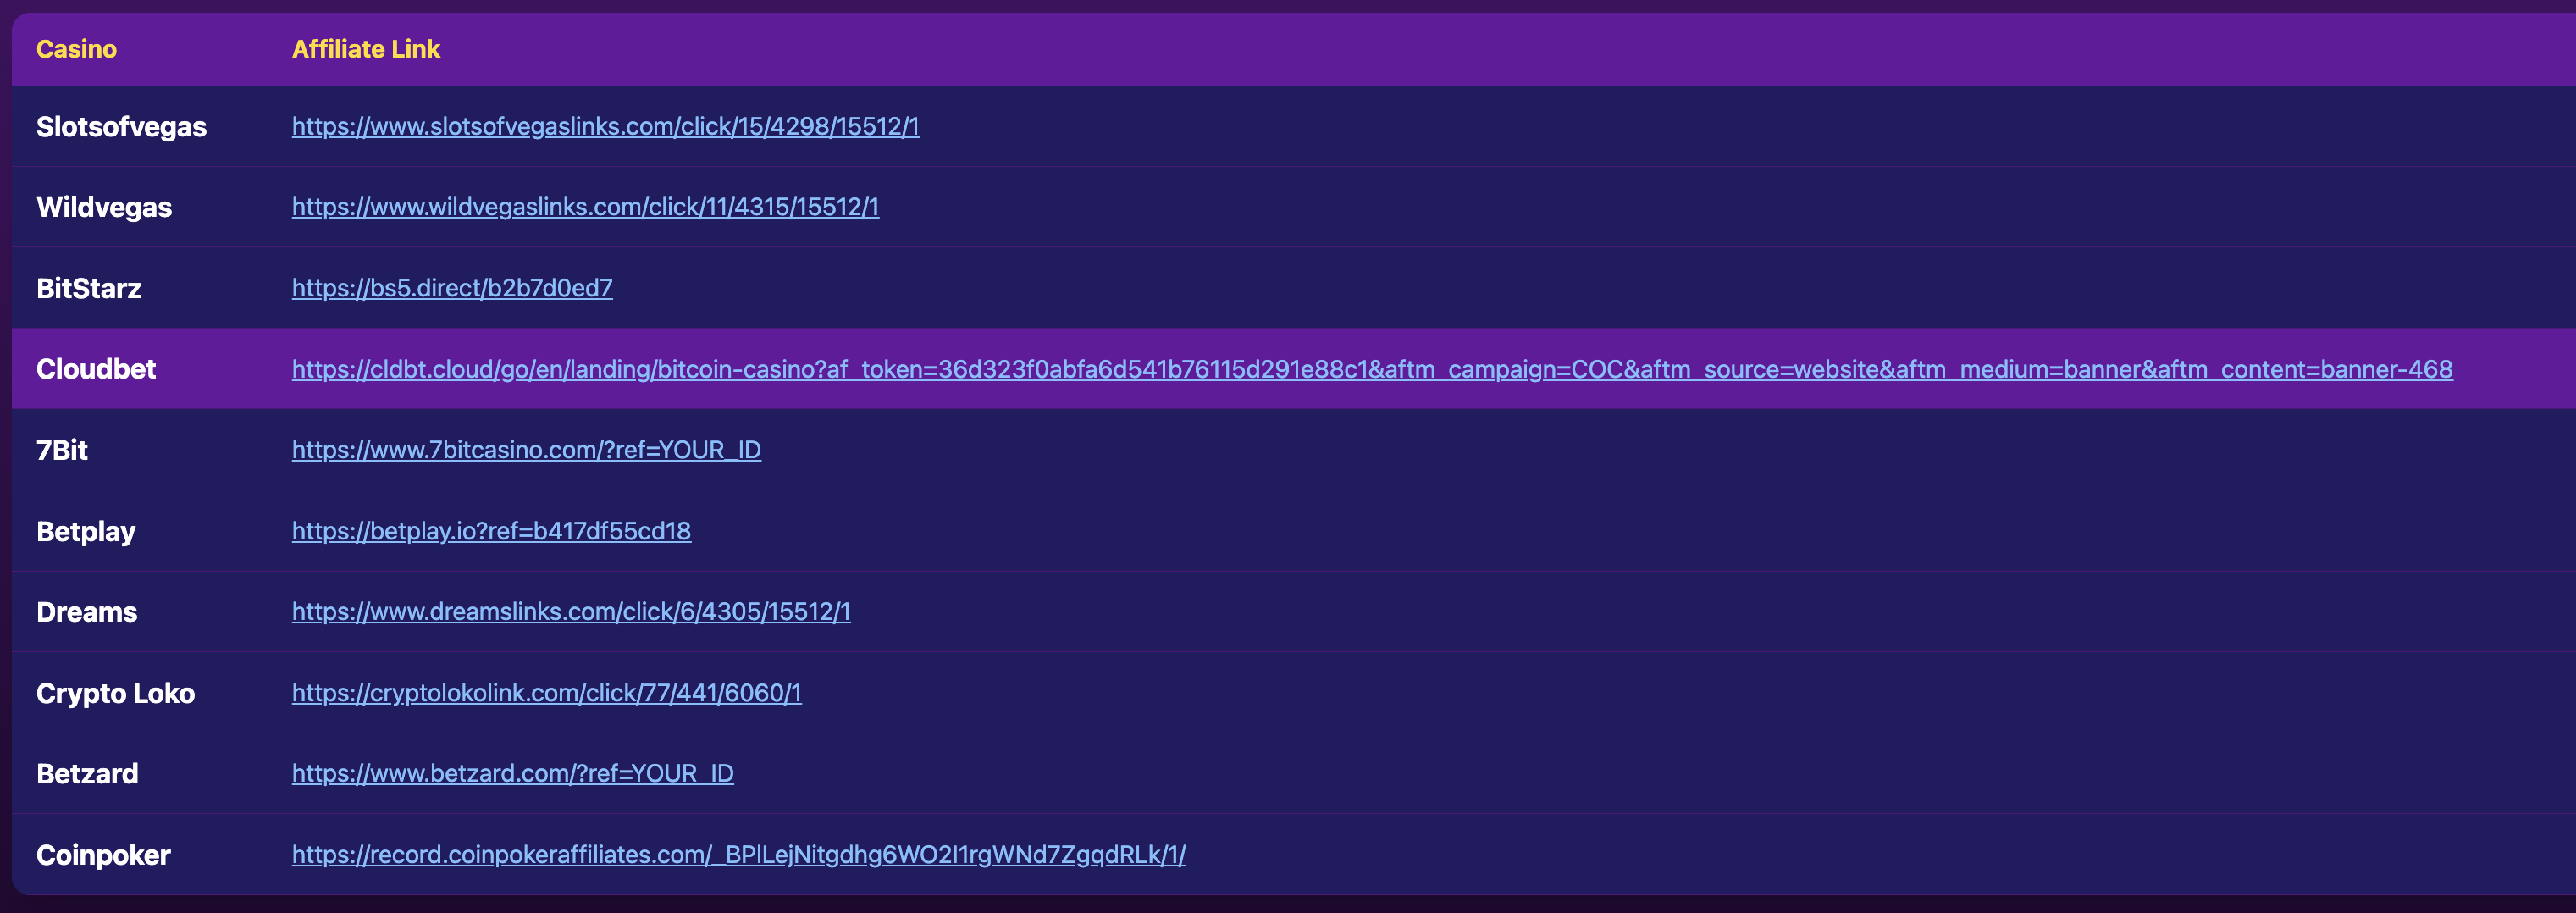 Casino Affiliate Link
Slotsofvegas https://www.slotsofvegaslinks.com/click/15/4298/15512/1
Wildvegas https://www.wildvegaslinks.com/click/11/4315/15512/1
BitStarz https://bs5.direct/b2b7d0ed7
Cloudbet https://cldbt.cloud/go/en/landing/bitcoin-casino?af_token=36d323f0abfa6d541b76115d291e88c1&aftm_campaign=COC&aftm_source=website&aftm_medium=banner&aftm_content=banner-468
7Bit https://www.7bitcasino.com/?ref=YOUR_ID
Betplay https://betplay.io?ref=b417df55cd18
Dreams https://www.dreamslinks.com/click/6/4305/15512/1
Crypto Loko https://cryptolokolink.com/click/77/441/6060/1
Betzard https://www.betzard.com/?ref=YOUR_ID
Coinpoker https://record.coinpokeraffiliates.com/_BPlLejNitgdhg6WO2I1rgWNd7ZgqdRLk/1/